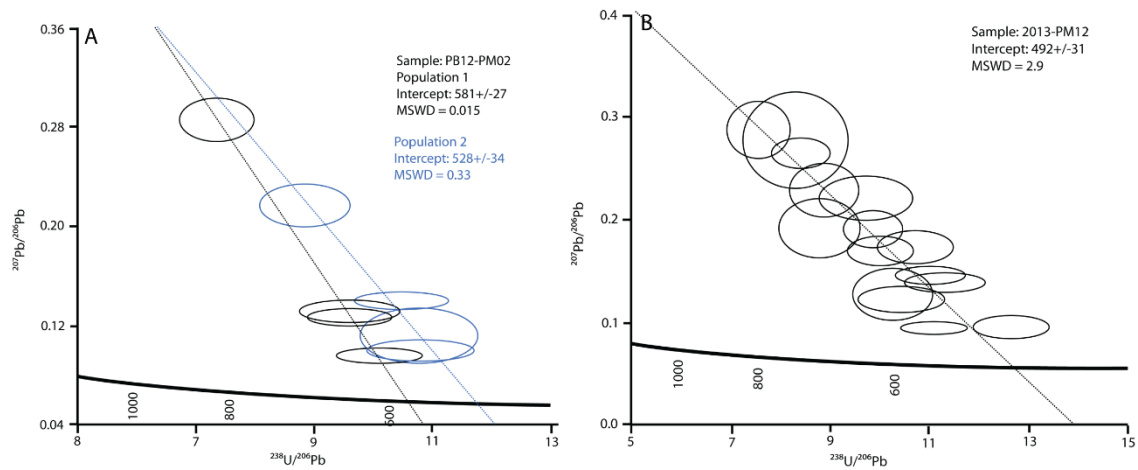 A
0.36
0.28
0.20
0.12
0.04
²⁰⁷Pb/²⁰⁶Pb
Sample: PB12-PM02
Population 1
Intercept: 581+/-27
MSWD = 0.015
Population 2
Intercept: 528+/-34
MSWD = 0.33
1000
800
600
8
7
9
11
13
²³⁸U/²⁰⁶Pb
B
0.4
0.3
0.2
0.1
0.0
²⁰⁷Pb/²⁰⁶Pb
Sample: 2013-PM12
Intercept: 492+/-31
MSWD = 2.9
1000
800
600
5
7
9
11
13
15
²³⁸U/²⁰⁶Pb